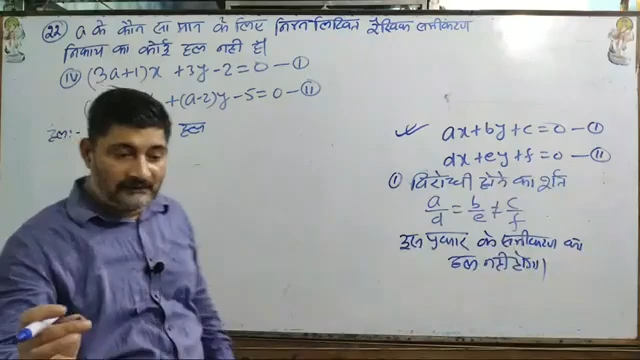 (22) a के कौन सा मान के लिए निम्नलिखित रैखिक समीकरण
निकाय का कोई हल नहीं है।
(iv) (3a+1)x + 3y - 2 = 0 - (i)
+ (a-2)y - 5 = 0 - (ii)
हलः- हल
ax + by + c = 0 - (i)
dx + ey + f = 0 - (ii)
(i) विरोधी होने का शर्त
a/d = b/e ≠ c/f
इस प्रकार के समीकरण का
हल नहीं होगा।